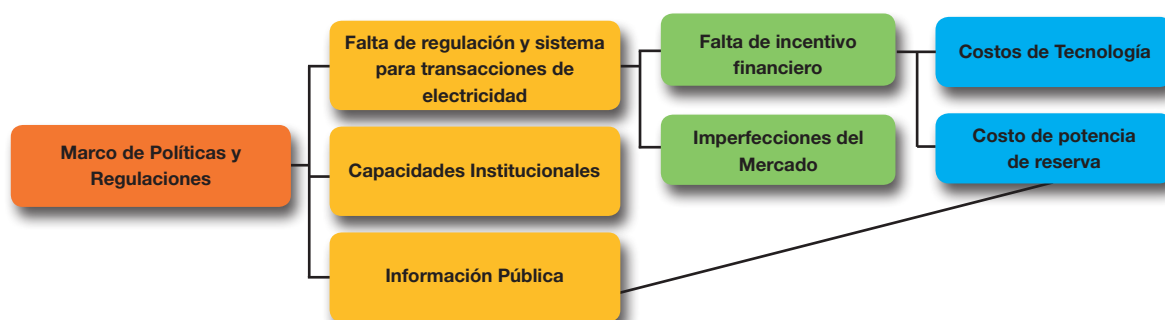 Marco de Políticas y
Regulaciones
Falta de regulación y sistema
para transacciones de
electricidad
Capacidades Institucionales
Información Pública
Falta de incentivo
financiero
Imperfecciones del
Mercado
Costos de Tecnología
Costo de potencia
de reserva